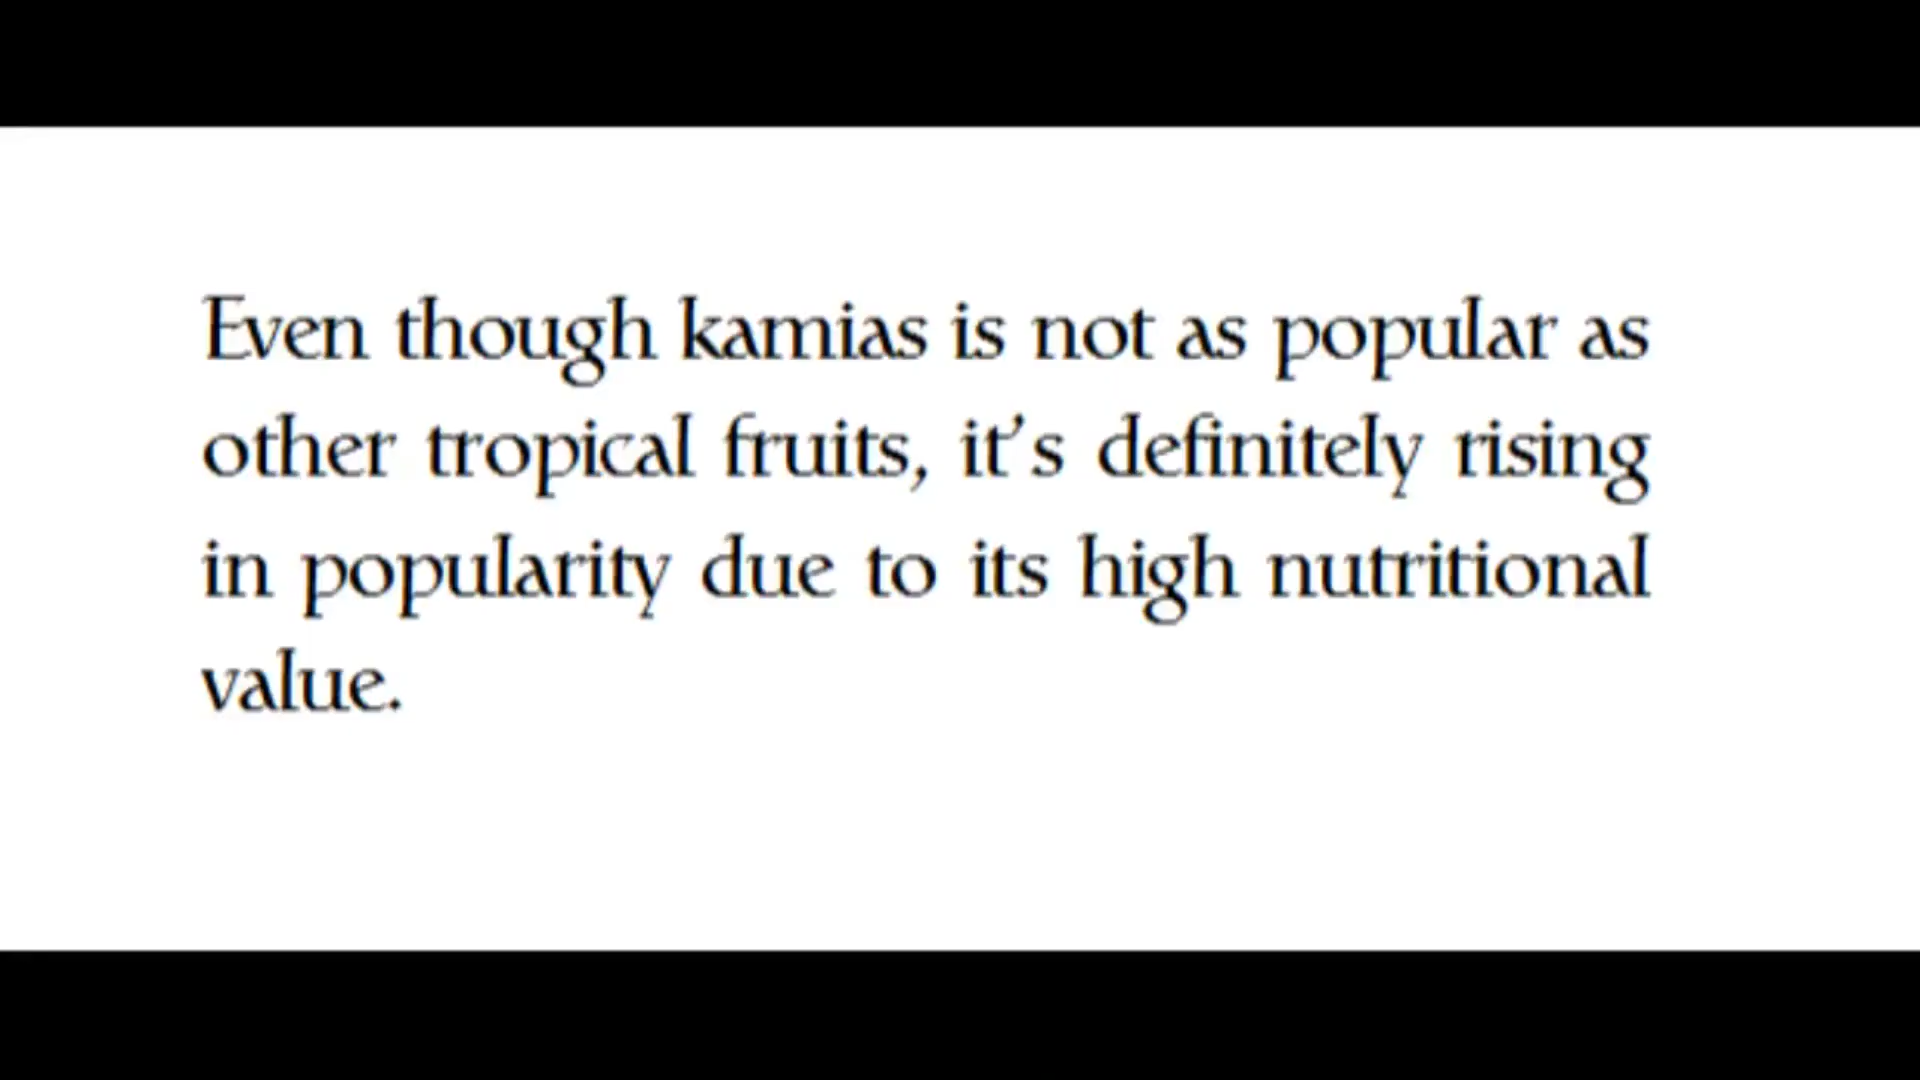 Even though kamias is not as popular as
other tropical fruits, it’s definitely rising
in popularity due to its high nutritional
value.